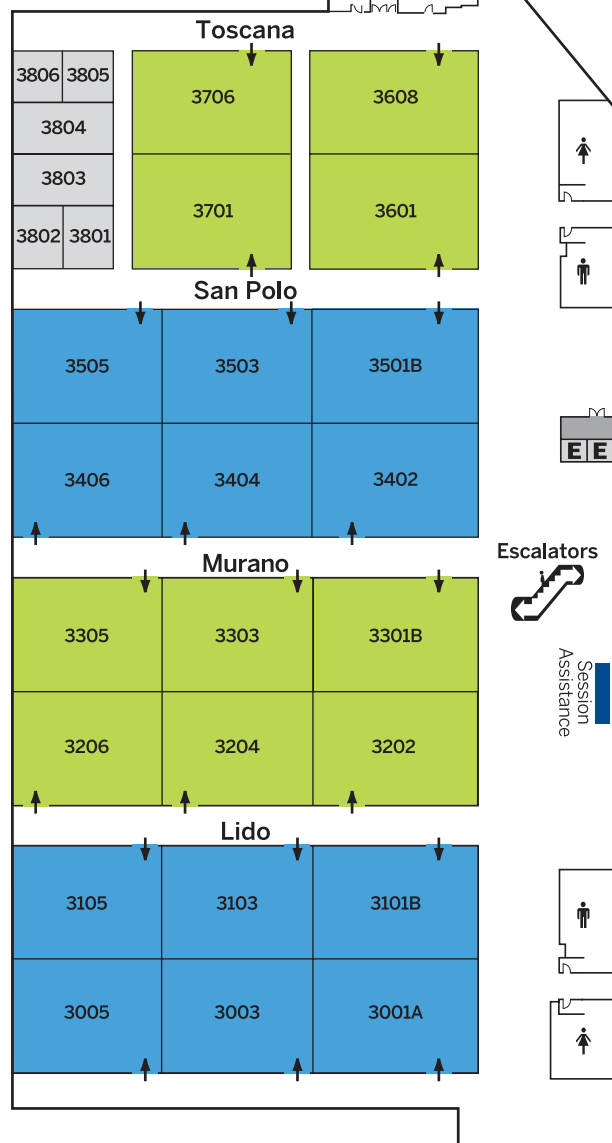 Toscana
3806 3805
3706
3608
3804
3803
3701
3601
3802 3801
San Polo
3505
3503
3501B
3406
3404
3402
E E
Murano
Escalators
3305
3303
3301B
Session
Assistance
3206
3204
3202
Lido
3105
3103
3101B
3005
3003
3001A